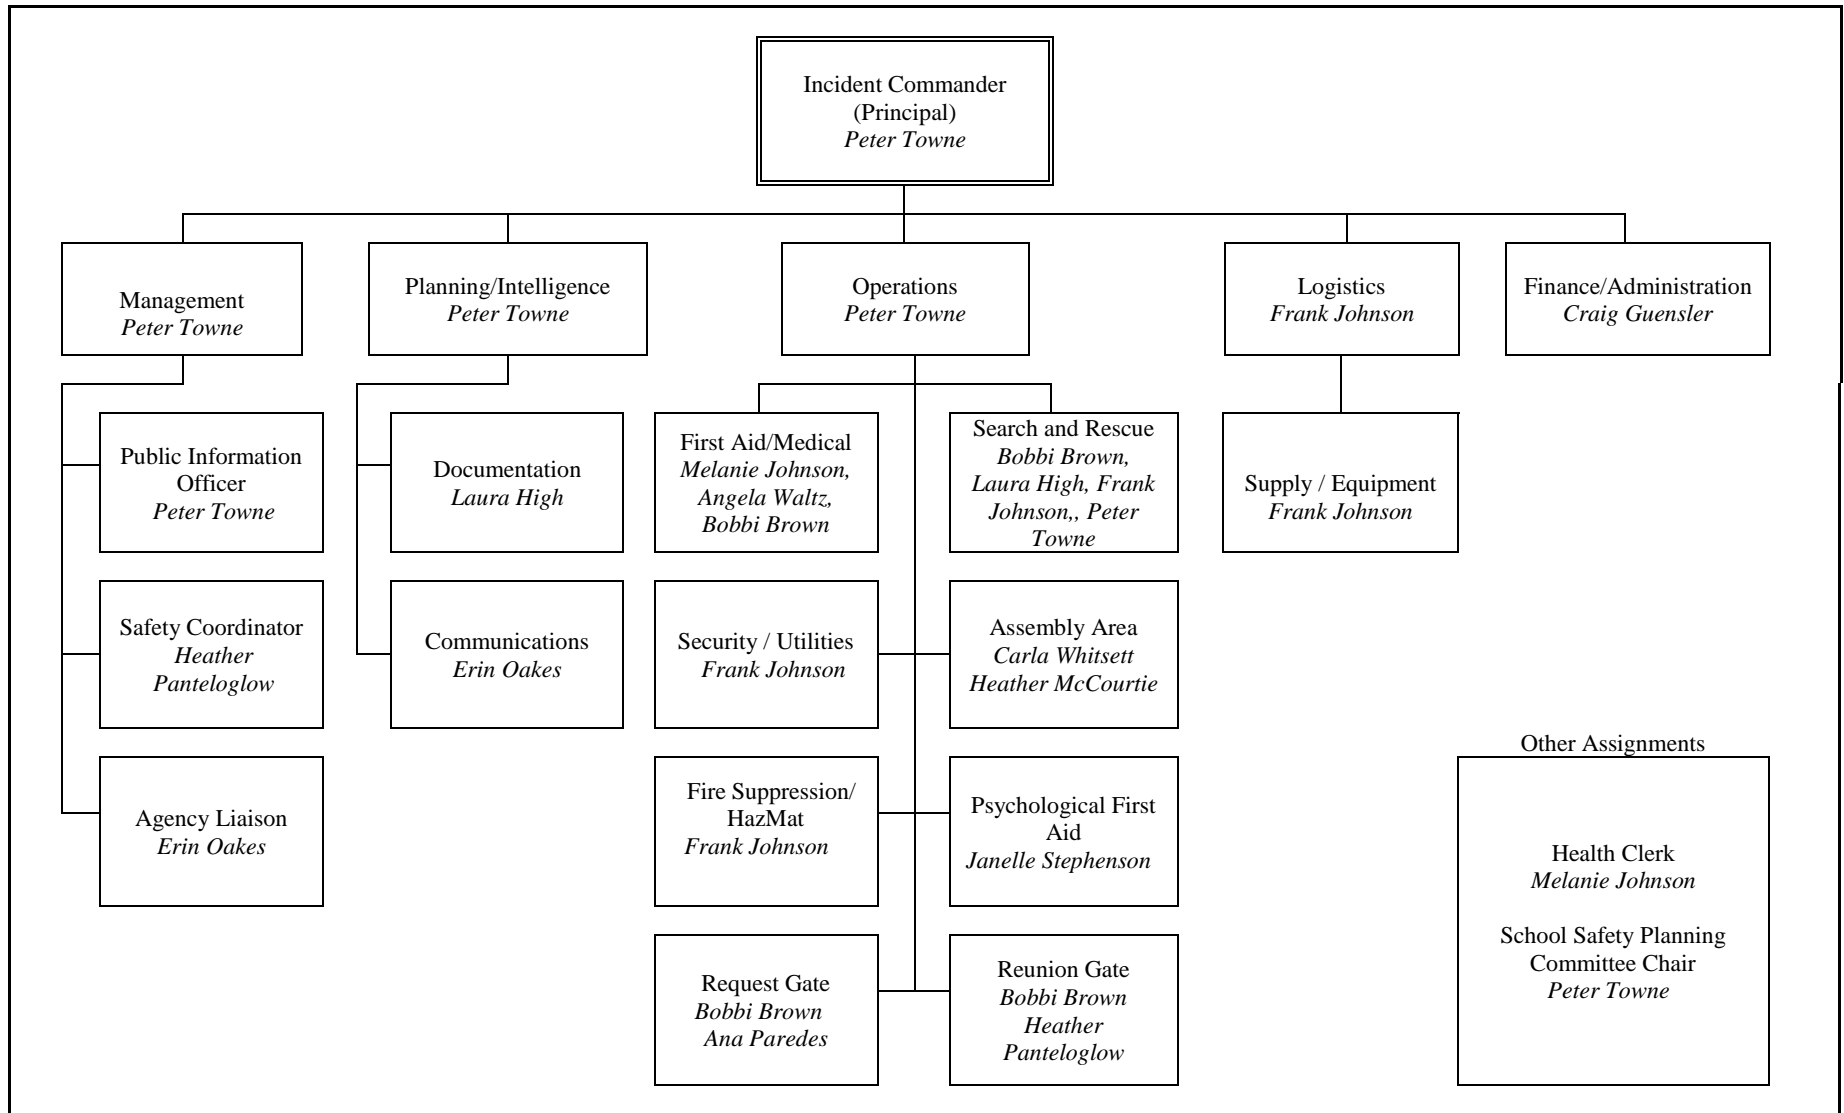 Incident Commander
(Principal)
Peter Towne
Management
Peter Towne
Planning/Intelligence
Peter Towne
Operations
Peter Towne
Logistics
Frank Johnson
Finance/Administration
Craig Guensler
Public Information
Officer
Peter Towne
Documentation
Laura High
First Aid/Medical
Melanie Johnson,
Angela Waltz,
Bobbi Brown
Search and Rescue
Bobbi Brown,
Laura High, Frank
Johnson,, Peter
Towne
Supply / Equipment
Frank Johnson
Safety Coordinator
Heather
Panteloglow
Communications
Erin Oakes
Security / Utilities
Frank Johnson
Assembly Area
Carla Whitsett
Heather McCourtie
Agency Liaison
Erin Oakes
Fire Suppression/
HazMat
Frank Johnson
Psychological First
Aid
Janelle Stephenson
Request Gate
Bobbi Brown
Ana Paredes
Reunion Gate
Bobbi Brown
Heather
Panteloglow
Other Assignments
Health Clerk
Melanie Johnson
School Safety Planning
Committee Chair
Peter Towne